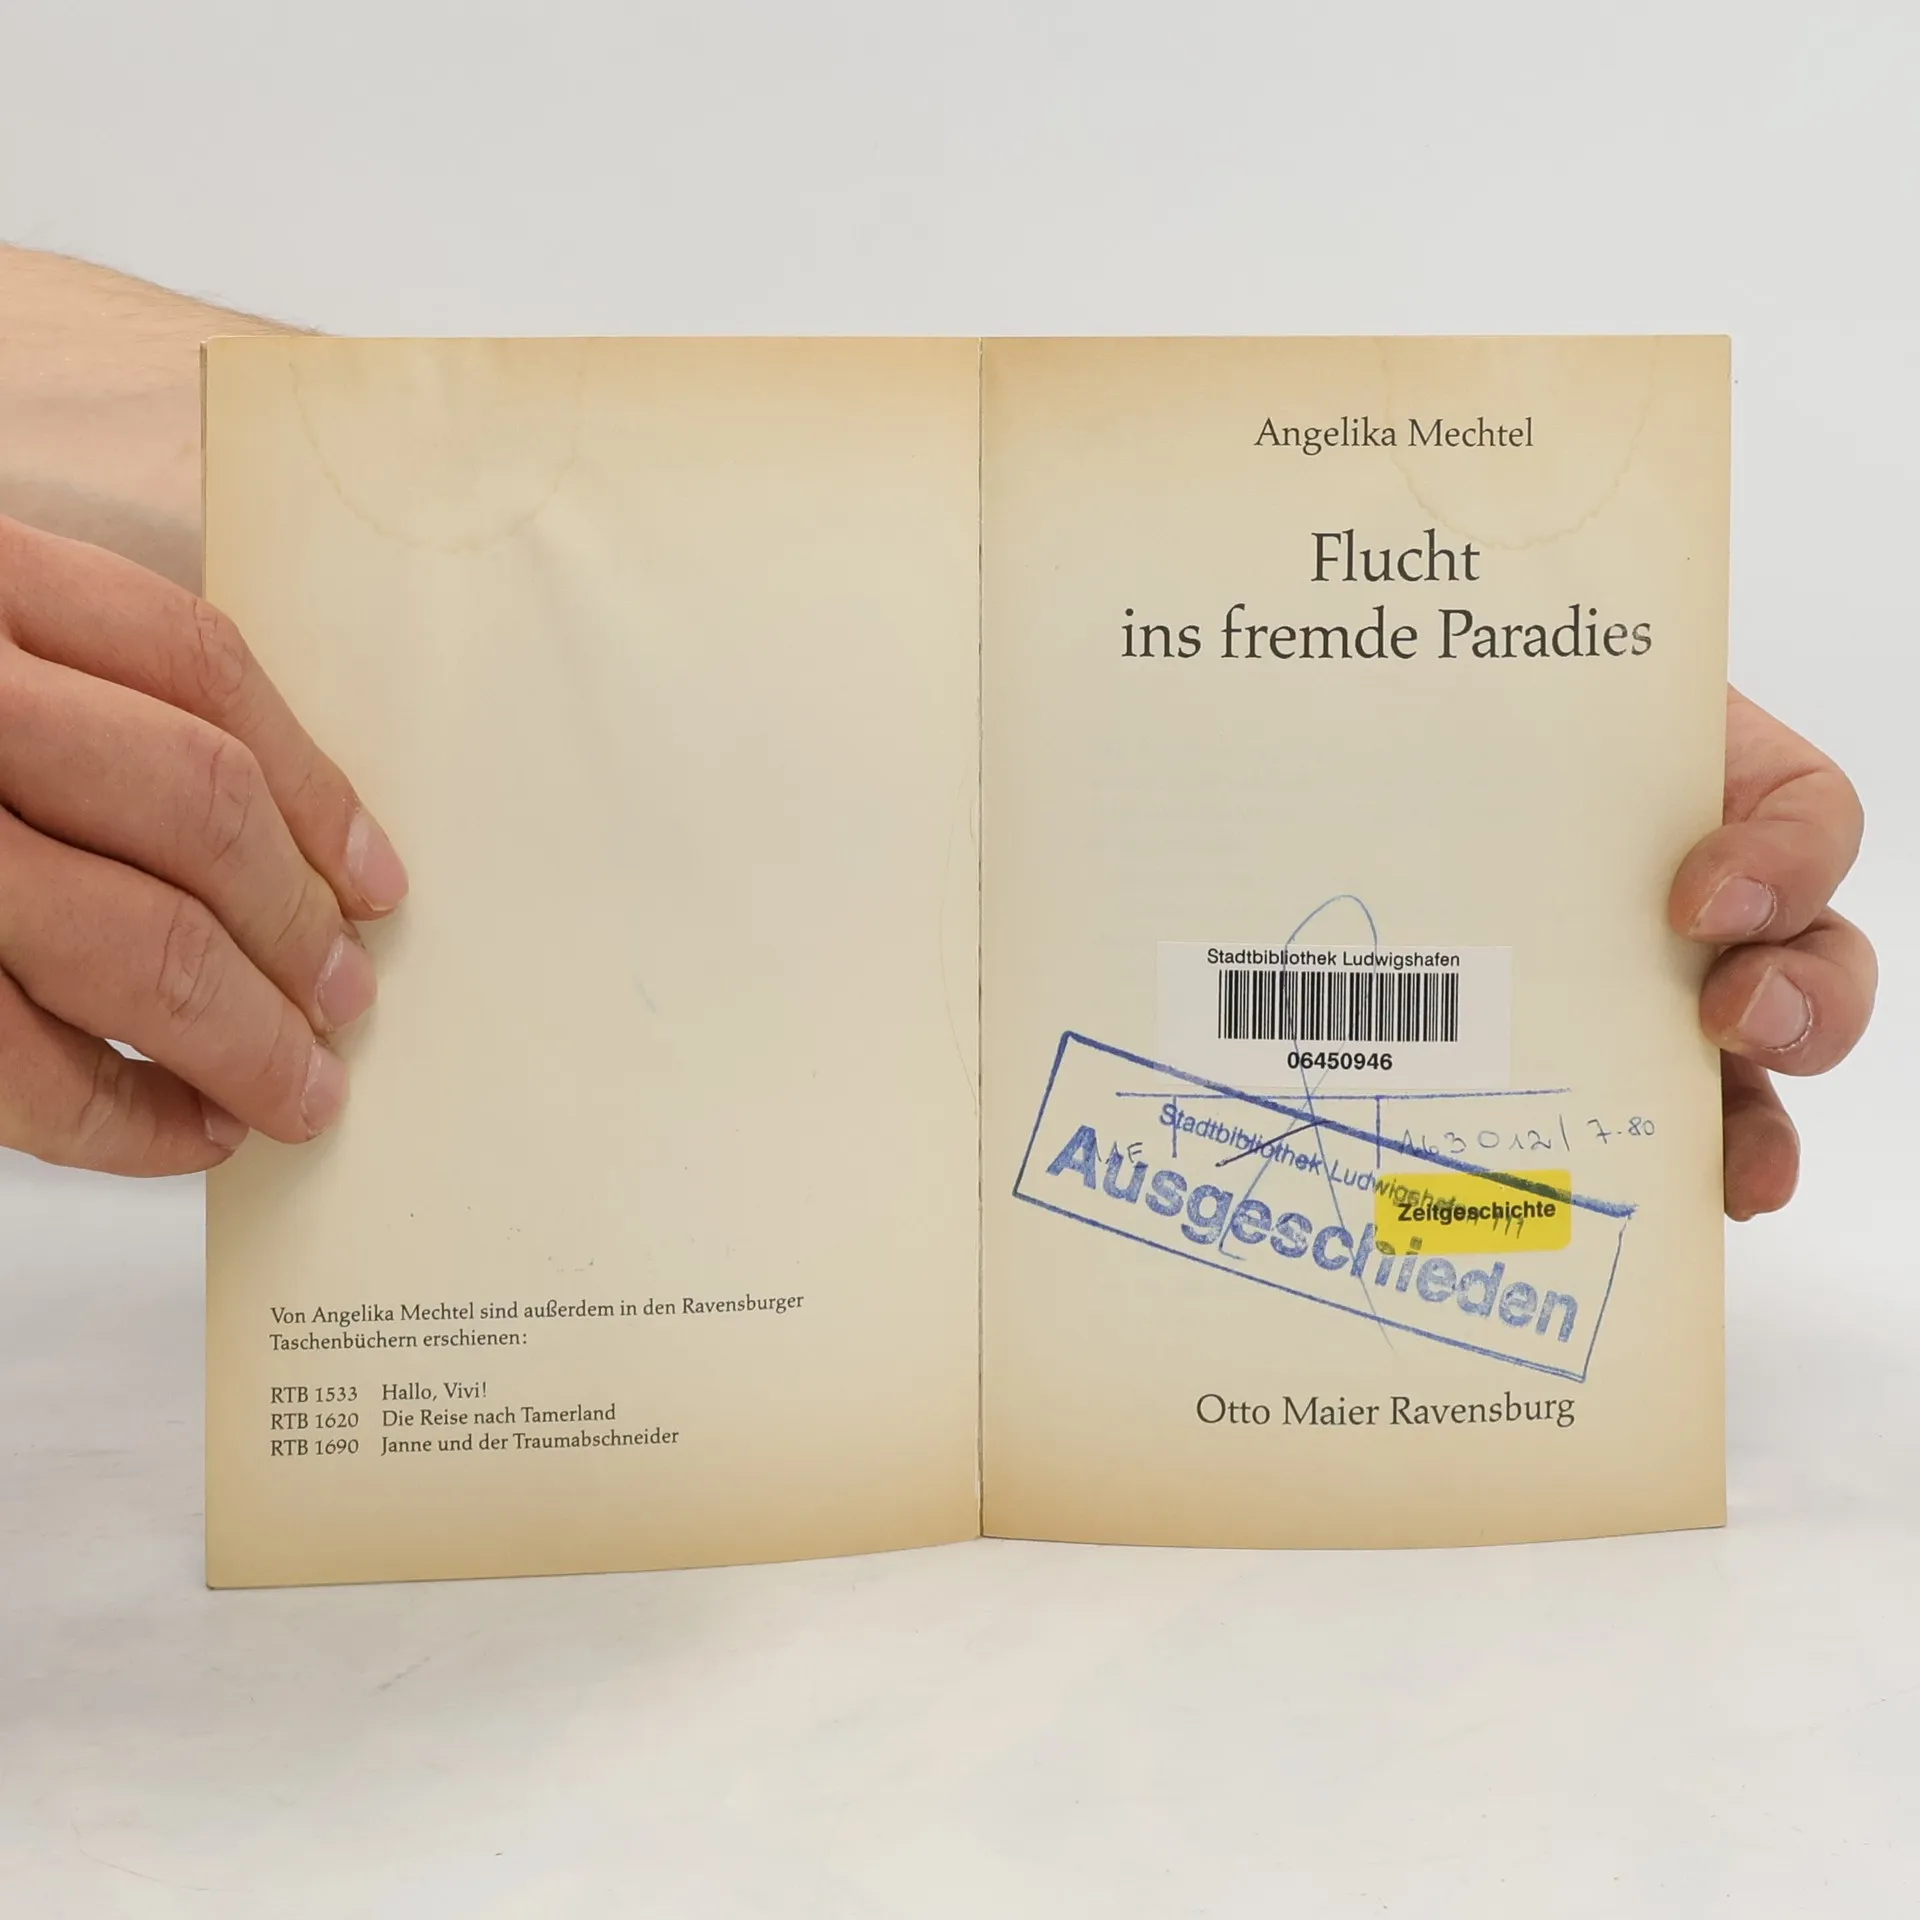 Von Angelika Mechtel sind außerdem in den Ravensburger
Taschenbüchern erschienen:
RTB 1533 Hallo, Vivi!
RTB 1620 Die Reise nach Tamerland
RTB 1690 Janne und der Traumabschneider
Angelika Mechtel
Flucht
ins fremde Paradies
Stadtbibliothek Ludwigshafen
06450946
7.80
Stadtbibliothek Ludwigshafen
Zeitgeschichte
Ausgeschieden
Otto Maier Ravensburg